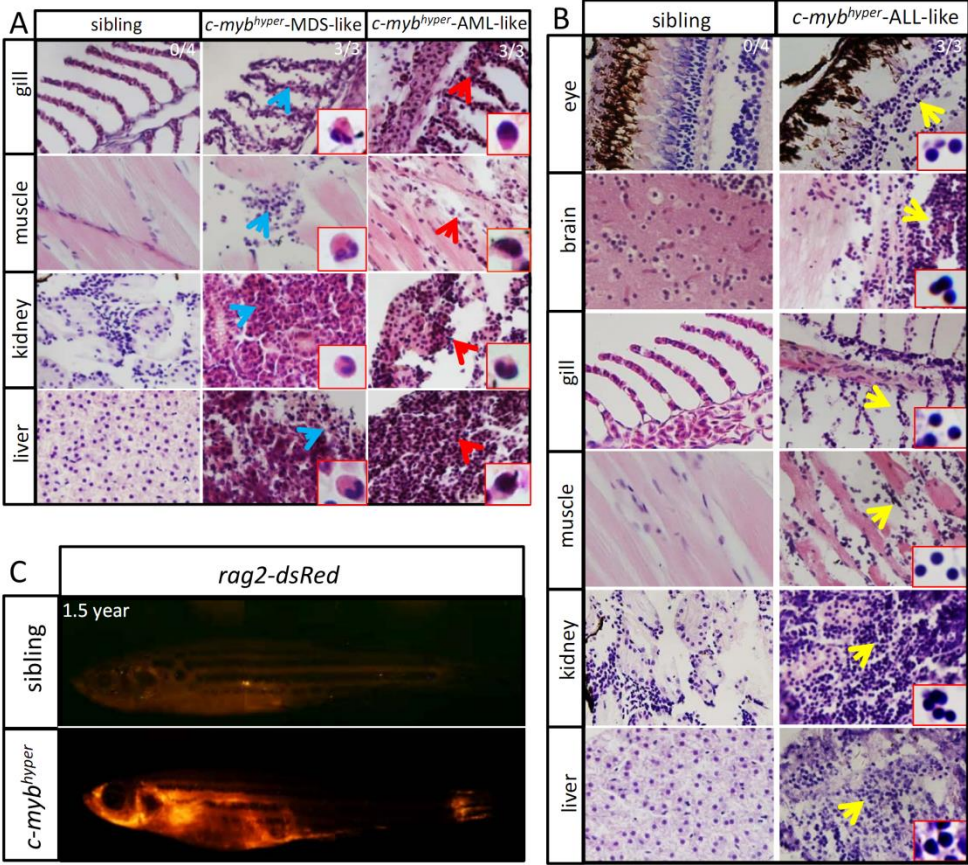 A
sibling
c-myb^hyper-MDS-like
c-myb^hyper-AML-like
gill
0/4
3/3
3/3
muscle
kidney
liver
B
sibling
c-myb^hyper-ALL-like
eye
0/4
3/3
brain
gill
muscle
kidney
liver
C
rag2-dsRed
sibling
1.5 year
c-myb^hyper